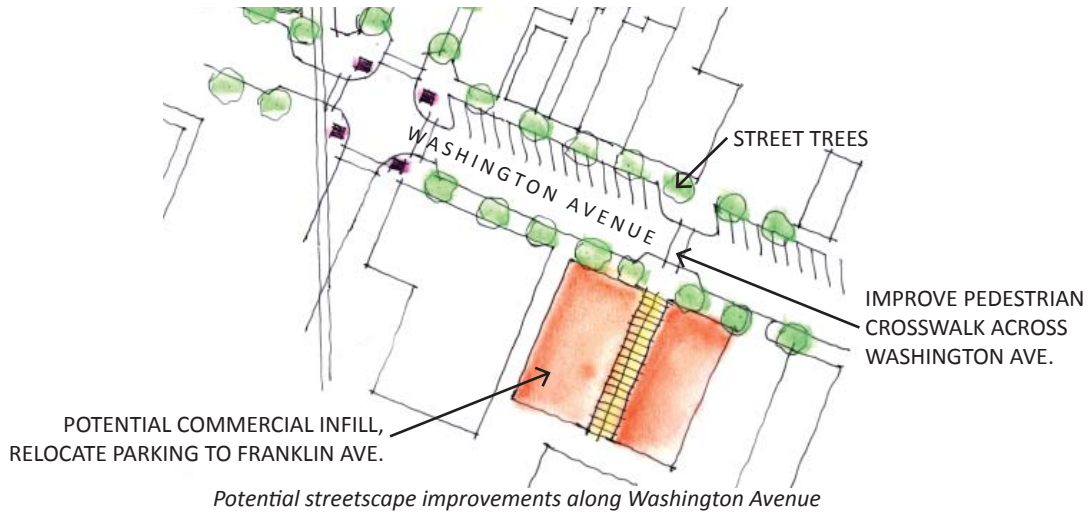 STREET TREES
WASHINGTON AVENUE
IMPROVE PEDESTRIAN
CROSSWALK ACROSS
WASHINGTON AVE.
POTENTIAL COMMERCIAL INFILL,
RELOCATE PARKING TO FRANKLIN AVE.
Potential streetscape improvements along Washington Avenue